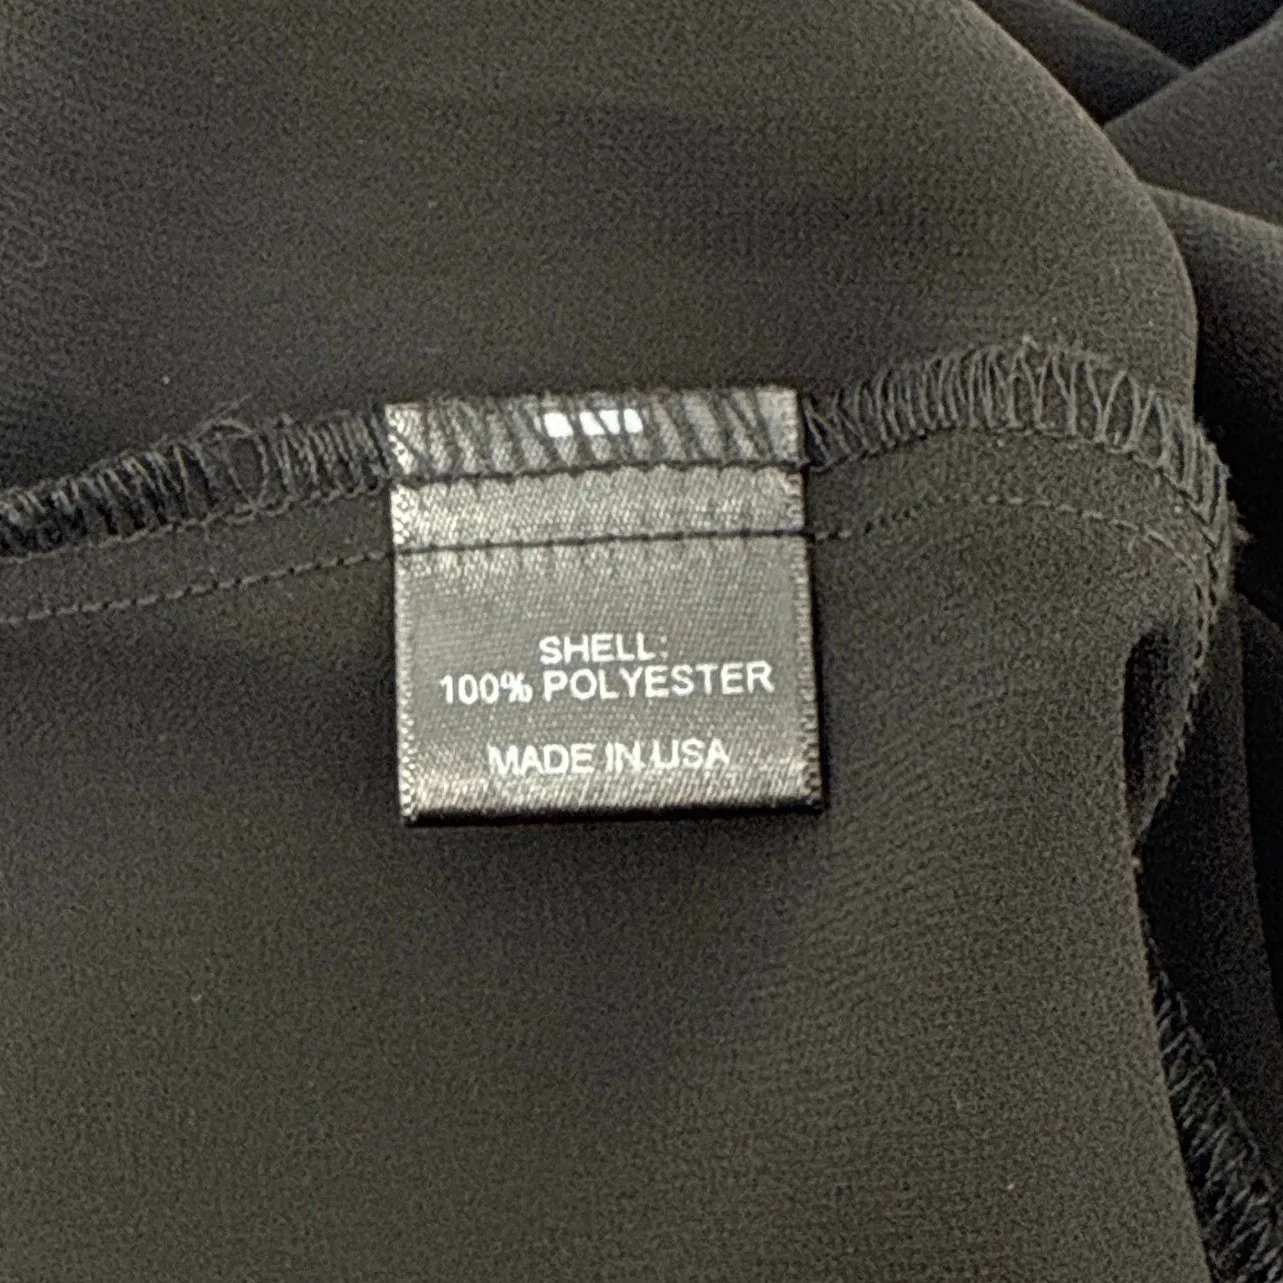 SHELL:
100% POLYESTER
MADE IN USA